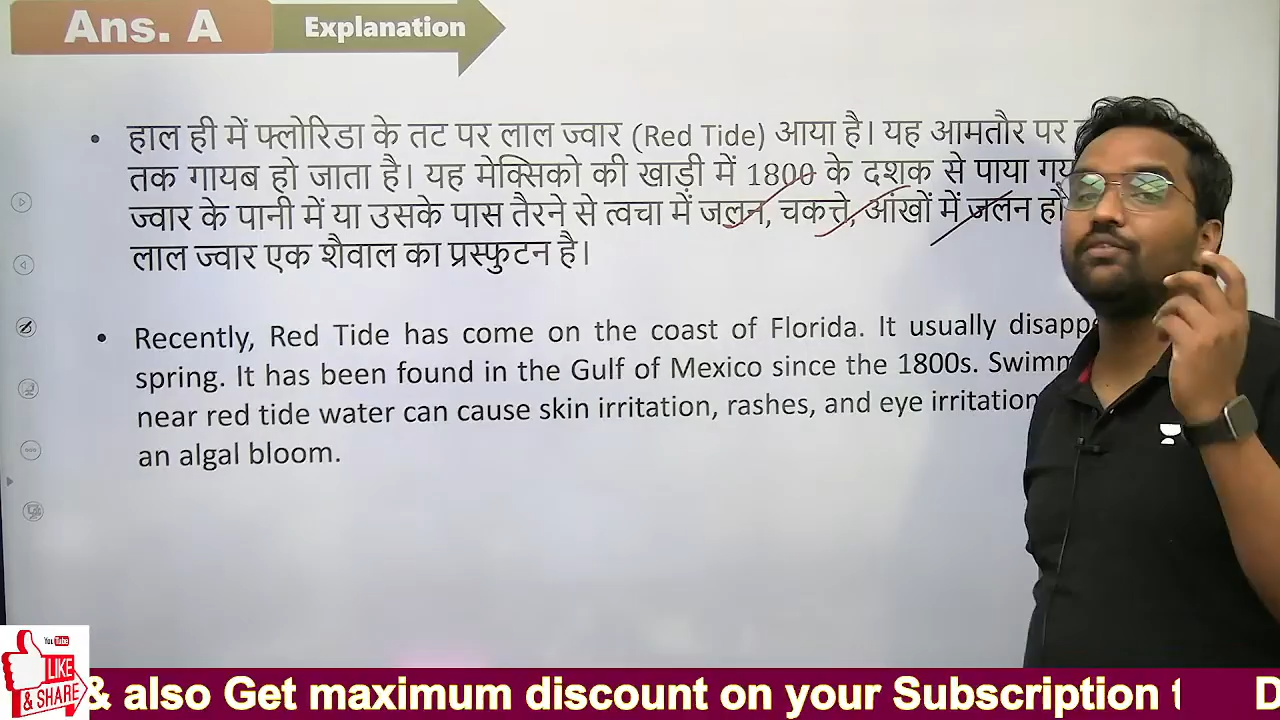 Ans. A
Explanation
• हाल ही में फ्लोरिडा के तट पर लाल ज्वार (Red Tide) आया है। यह आमतौर पर
तक गायब हो जाता है। यह मेक्सिको की खाड़ी में 1800 के दशक से पाया
ज्वार के पानी में या उसके पास तैरने से त्वचा में जलन, चकत्ते, आंखों में जलन
लाल ज्वार एक शैवाल का प्रस्फुटन है।
• Recently, Red Tide has come on the coast of Florida. It usually
spring. It has been found in the Gulf of Mexico since the 1800s.
near red tide water can cause skin irritation, rashes, and eye irritation
an algal bloom.
YouTube
LIKE
& SHARE
& also Get maximum discount on your Subscription